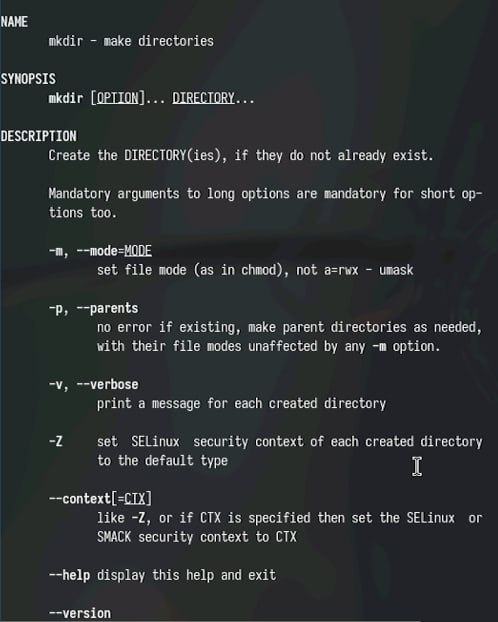 NAME
mkdir - make directories
SYNOPSIS
mkdir [OPTION]... DIRECTORY...
DESCRIPTION
Create the DIRECTORY(ies), if they do not already exist.
Mandatory arguments to long options are mandatory for short op-
tions too.
-m, --mode=MODE
set file mode (as in chmod), not a=rwx - umask
-p, --parents
no error if existing, make parent directories as needed,
with their file modes unaffected by any -m option.
-v, --verbose
print a message for each created directory
-Z set SELinux security context of each created directory
to the default type
--context[=CTX]
like -Z, or if CTX is specified then set the SELinux or
SMACK security context to CTX
--help display this help and exit
--version